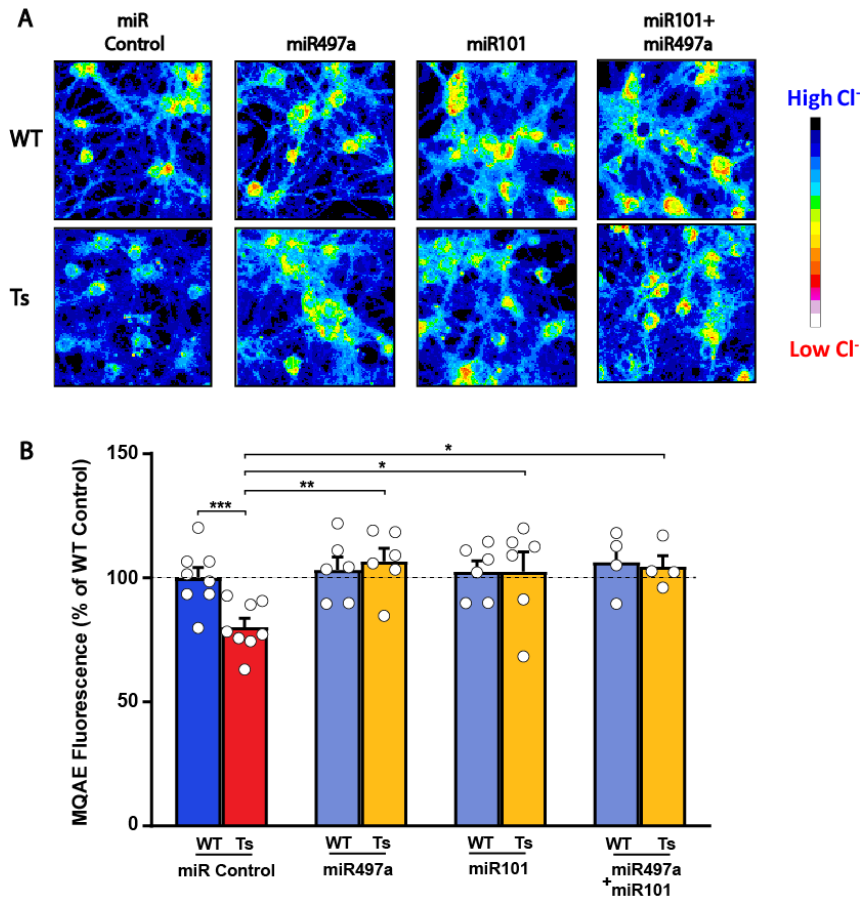 A
miR
Control
miR497a
miR101
miR101+
miR497a
WT
Ts
High Cl-
Low Cl-
B
MQAE Fluorescence (% of WT Control)
150
100
50
0
*
*
**
***
WT Ts
miR Control
WT Ts
miR497a
WT Ts
miR101
WT Ts
miR497a
+miR101